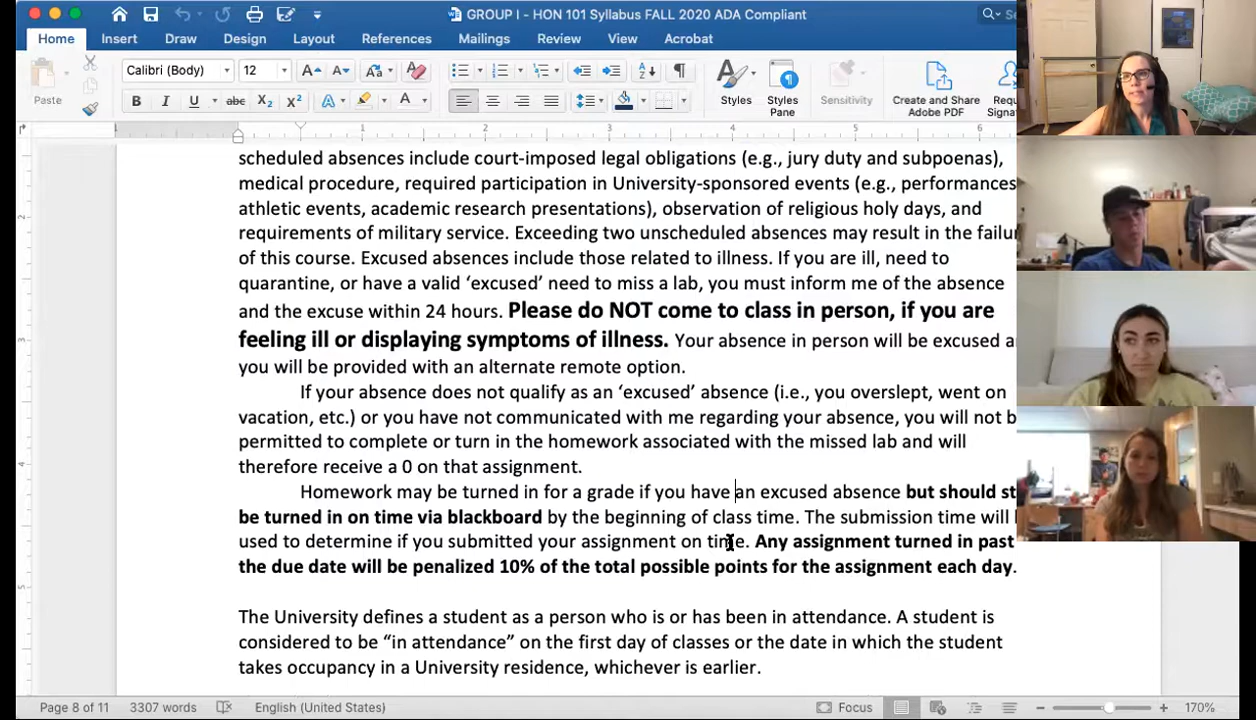 GROUP I - HON 101 Syllabus FALL 2020 ADA Compliant
Home Insert Draw Design Layout References Mailings Review View Acrobat
Paste
Calibri (Body) 12
Styles
Styles Pane
Sensitivity
Create and Share Adobe PDF
1 1 2 3 4 5 6
scheduled absences include court-imposed legal obligations (e.g., jury duty and subpoenas),
medical procedure, required participation in University-sponsored events (e.g., performances
athletic events, academic research presentations), observation of religious holy days, and
requirements of military service. Exceeding two unscheduled absences may result in the failu
of this course. Excused absences include those related to illness. If you are ill, need to
quarantine, or have a valid ‘excused’ need to miss a lab, you must inform me of the absence
and the excuse within 24 hours. Please do NOT come to class in person, if you are
feeling ill or displaying symptoms of illness. Your absence in person will be excused a
you will be provided with an alternate remote option.
If your absence does not qualify as an ‘excused’ absence (i.e., you overslept, went on
vacation, etc.) or you have not communicated with me regarding your absence, you will not b
permitted to complete or turn in the homework associated with the missed lab and will
therefore receive a 0 on that assignment.
Homework may be turned in for a grade if you have an excused absence but should st
be turned in on time via blackboard by the beginning of class time. The submission time will
used to determine if you submitted your assignment on time. Any assignment turned in past
the due date will be penalized 10% of the total possible points for the assignment each day.
The University defines a student as a person who is or has been in attendance. A student is
considered to be “in attendance” on the first day of classes or the date in which the student
takes occupancy in a University residence, whichever is earlier.
Page 8 of 11 3307 words English (United States) Focus 170%